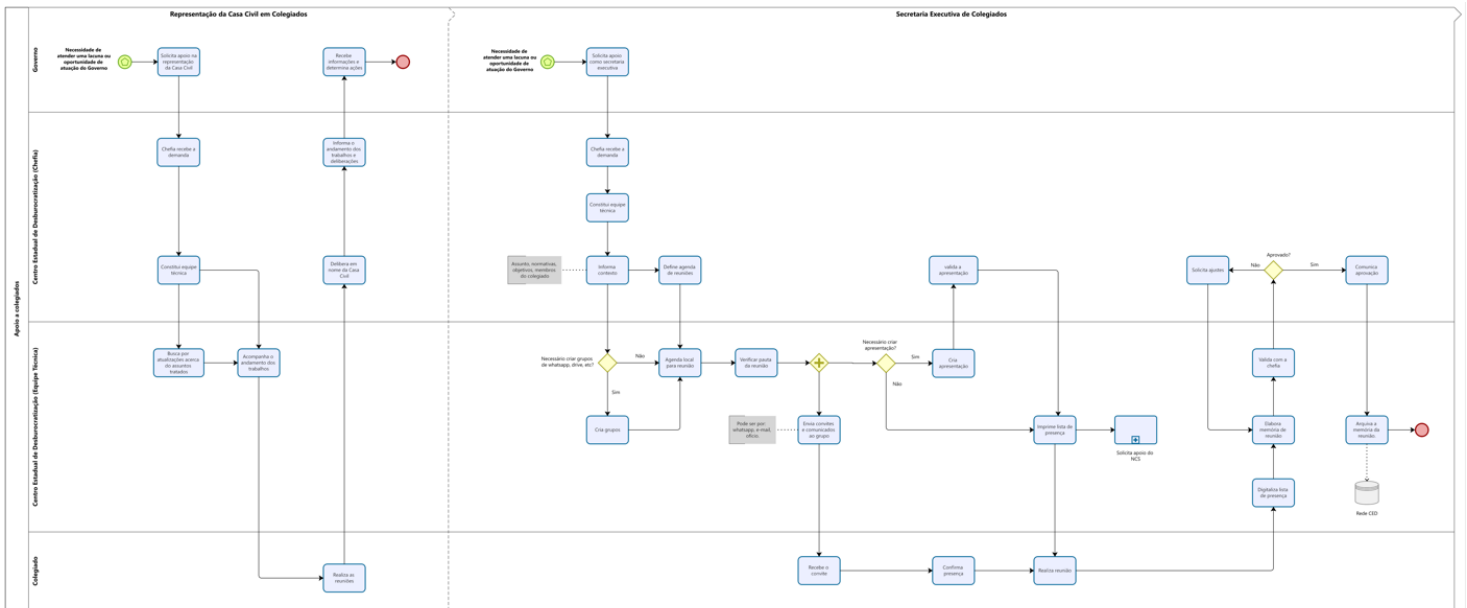 Representação da Casa Civil em Colegiados
Secretaria Executiva de Colegiados
Apoio a colegiados
Governo
Necessidade de
atender uma lacuna ou
oportunidade de
atuação do Governo
Solicita apoio na
representação
da Casa Civil
Recebe
informações e
determina ações
Necessidade de
atender uma lacuna ou
oportunidade de
atuação do Governo
Solicita apoio
como secretaria
executiva
Centro Estadual de Desburocratização (Chefia)
Chefia recebe a
demanda
Informa o
andamento dos
trabalhos e
deliberações
Chefia recebe a
demanda
Constitui equipe
técnica
Constitui equipe
técnica
Delibera em
nome da Casa
Civil
Assunto, normativas,
objetivos, membros
do colegiado
Informa
contexto
Define agenda
de reuniões
valida a
apresentação
Solicita ajustes
Não
Aprovado?
Sim
Comunica
aprovação
Centro Estadual de Desburocratização (Equipe Técnica)
Busca por
atualizações acerca
do assuntos
tratados
Acompanha o
andamento dos
trabalhos
Necessário criar grupos
de whatsapp, drive, etc?
Não
Sim
Agenda local
para reunião
Verificar pauta
da reunião
Necessário criar
apresentação?
Sim
Não
Cria
apresentação
Valida com a
chefia
Cria grupos
Pode ser por:
whatsapp, e-mail,
ofício.
Envia convites
e comunicados
ao grupo
Imprime lista de
presença
Solicita apoio do
NCS
Elabora
memória de
reunião
Arquiva a
memória da
reunião
Digitaliza lista
de presença
Rede CED
Colegiado
Realiza as
reuniões
Recebe o
convite
Confirma
presença
Realiza reunião